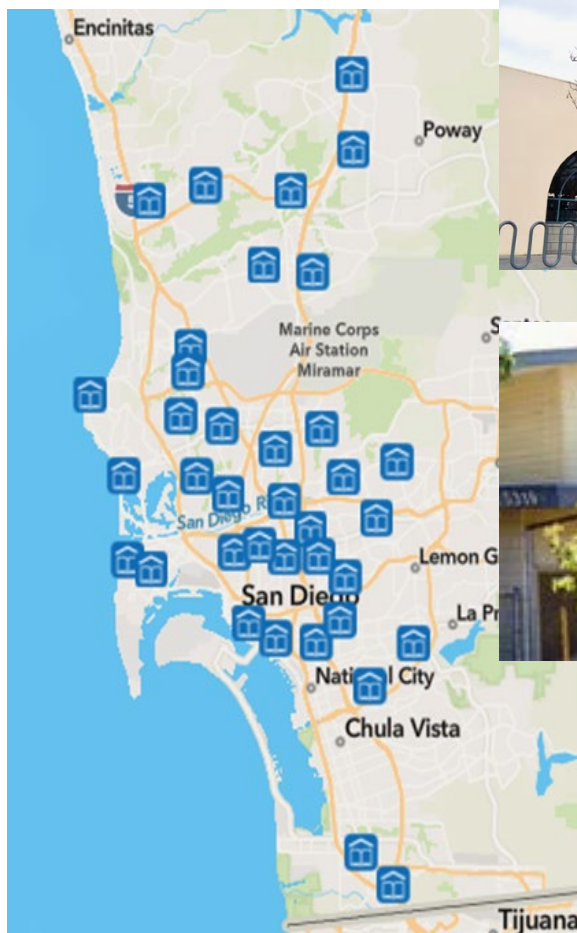 Encinitas
5
Poway
Marine Corps
Air Station
Miramar
San Diego
Lemon G
San Diego
La Pr
National City
Chula Vista
Tijuana